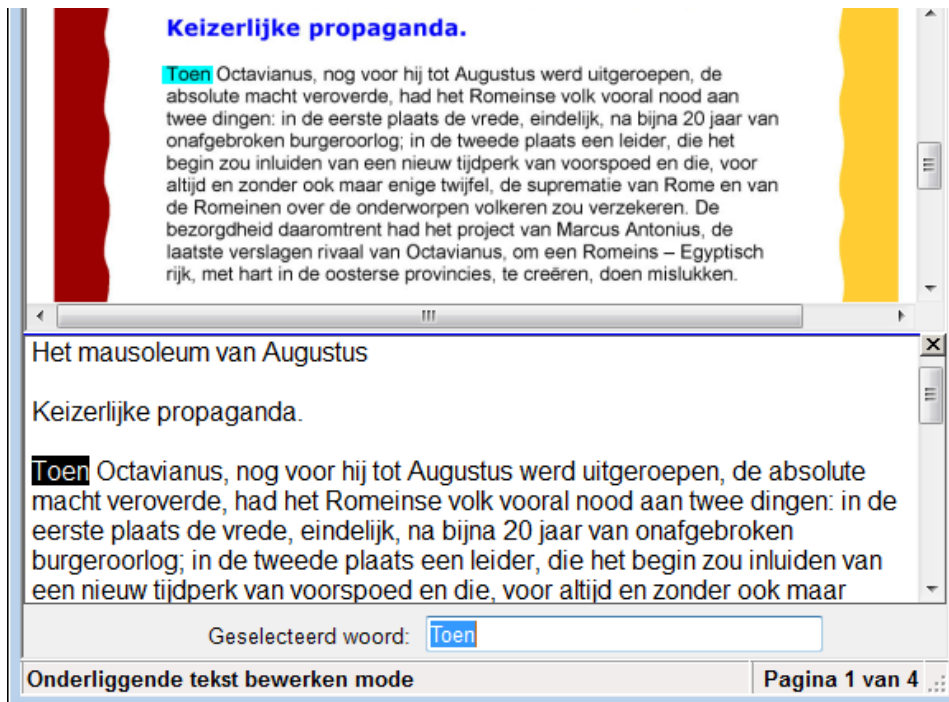 Keizerlijke propaganda.
Toen Octavianus, nog voor hij tot Augustus werd uitgeroepen, de
absolute macht veroverde, had het Romeinse volk vooral nood aan
twee dingen: in de eerste plaats de vrede, eindelijk, na bijna 20 jaar van
onafgebroken burgeroorlog; in de tweede plaats een leider, die het
begin zou inluiden van een nieuw tijdperk van voorspoed en die, voor
altijd en zonder ook maar enige twijfel, de suprematie van Rome en van
de Romeinen over de onderworpen volkeren zou verzekeren. De
bezorgdheid daaromtrent had het project van Marcus Antonius, de
laatste verslagen rivaal van Octavianus, om een Romeins – Egyptisch
rijk, met hart in de oosterse provincies, te creëren, doen mislukken.
Het mausoleum van Augustus
Keizerlijke propaganda.
Toen Octavianus, nog voor hij tot Augustus werd uitgeroepen, de absolute
macht veroverde, had het Romeinse volk vooral nood aan twee dingen: in de
eerste plaats de vrede, eindelijk, na bijna 20 jaar van onafgebroken
burgeroorlog; in de tweede plaats een leider, die het begin zou inluiden van
een nieuw tijdperk van voorspoed en die, voor altijd en zonder ook maar
Geselecteerd woord: Toen
Onderliggende tekst bewerken mode Pagina 1 van 4